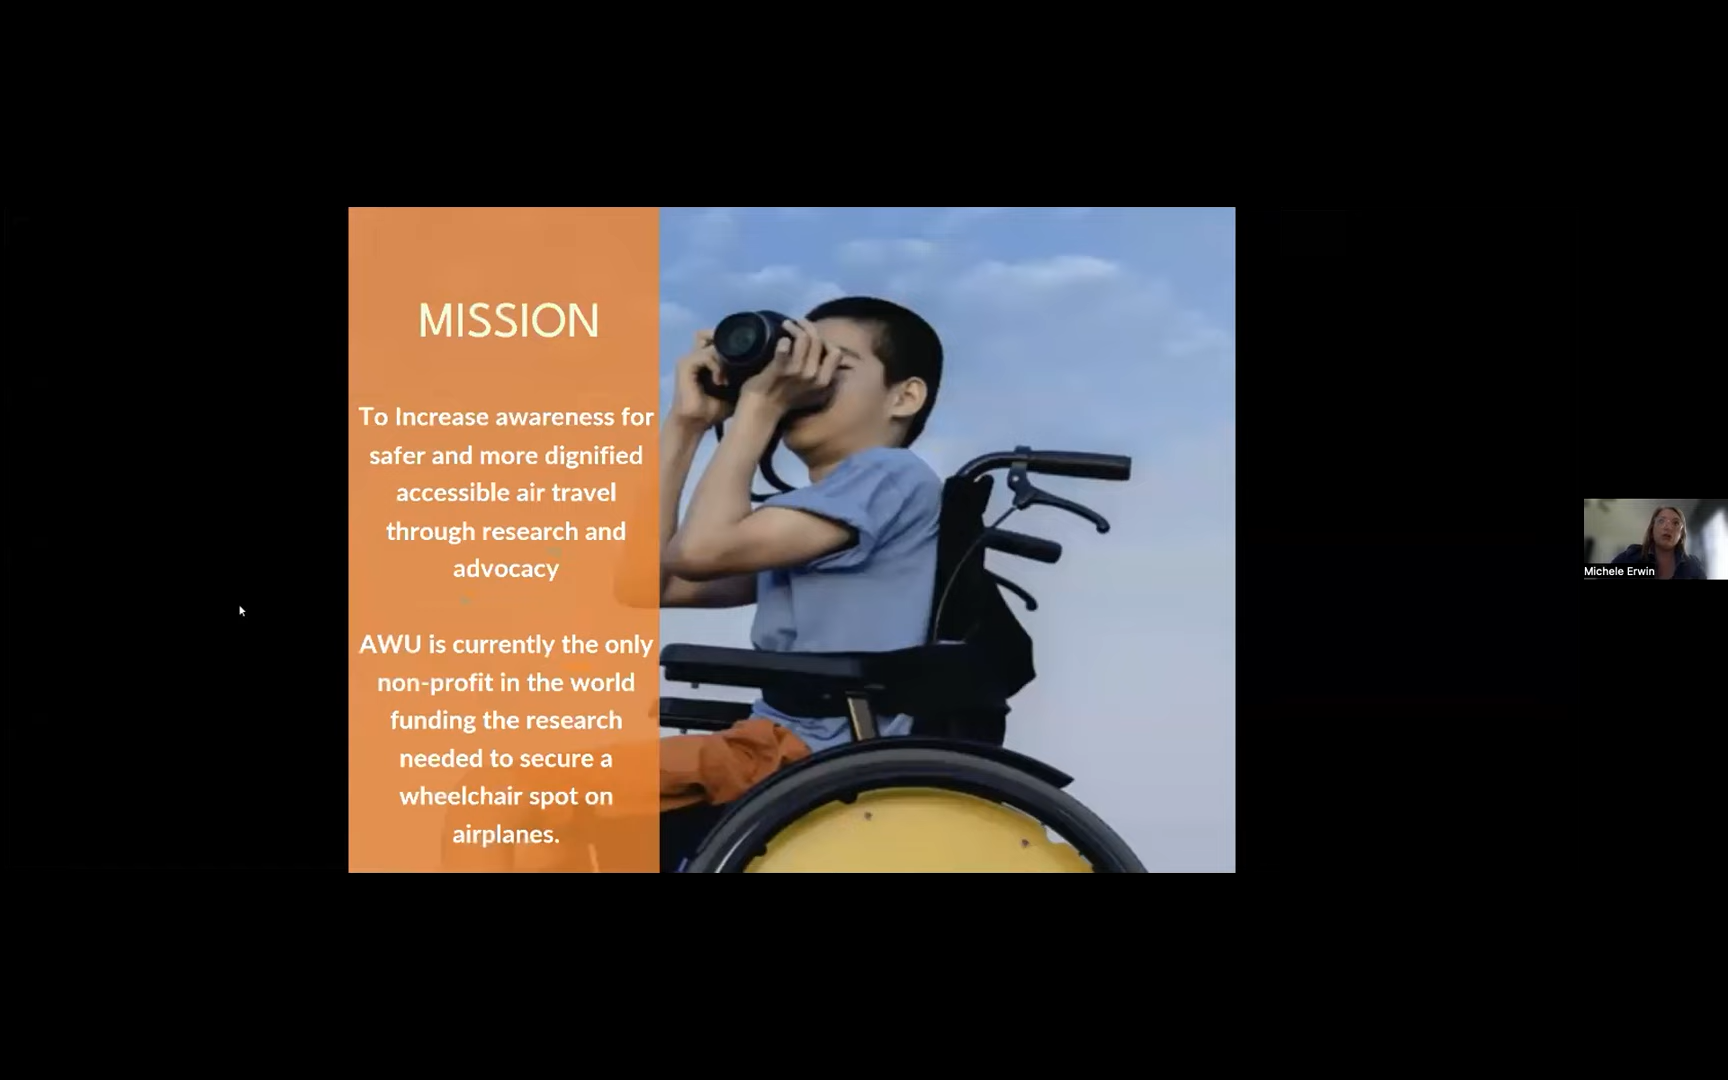 MISSION
To Increase awareness for
safer and more dignified
accessible air travel
through research and
advocacy
AWU is currently the only
non-profit in the world
funding the research
needed to secure a
wheelchair spot on
airplanes.
Michele Erwin